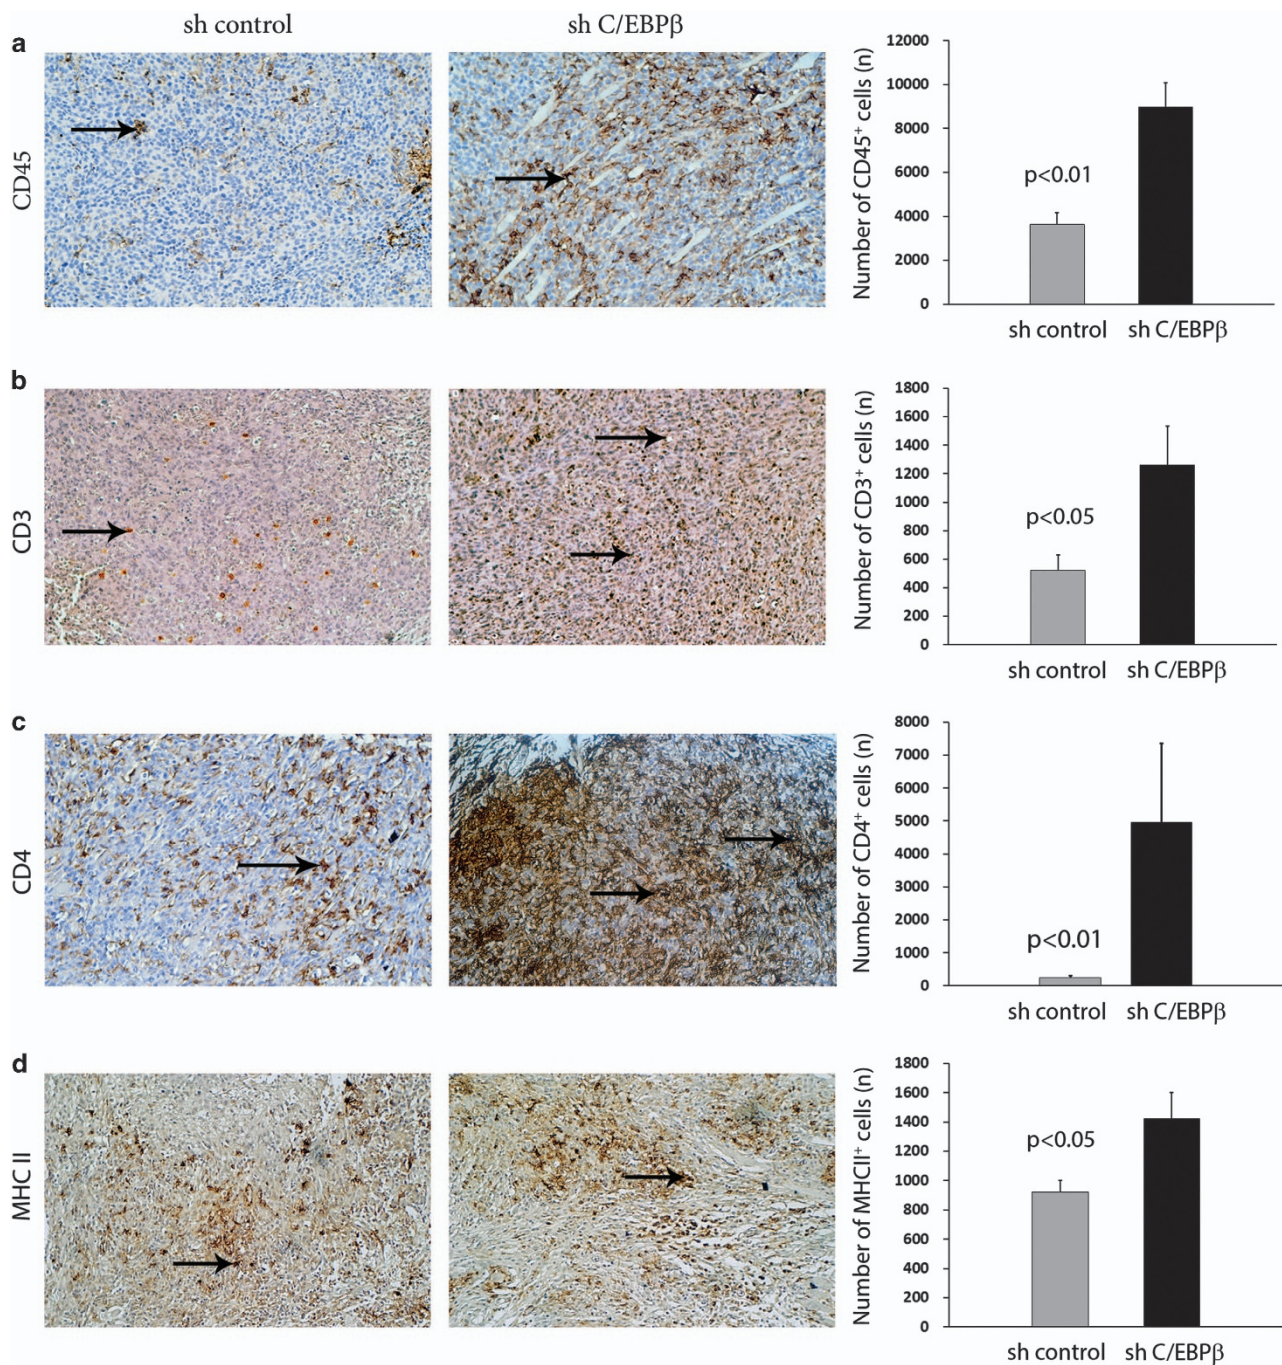 sh control
sh C/EBPβ
a
CD45
Number of CD45⁺ cells (n)
12000
10000
8000
6000
4000
2000
0
p<0.01
sh control
sh C/EBPβ
b
CD3
Number of CD3⁺ cells (n)
1800
1600
1400
1200
1000
800
600
400
200
0
p<0.05
sh control
sh C/EBPβ
c
CD4
Number of CD4⁺ cells (n)
8000
7000
6000
5000
4000
3000
2000
1000
0
p<0.01
sh control
sh C/EBPβ
d
MHC II
Number of MHCII⁺ cells (n)
1800
1600
1400
1200
1000
800
600
400
200
0
p<0.05
sh control
sh C/EBPβ